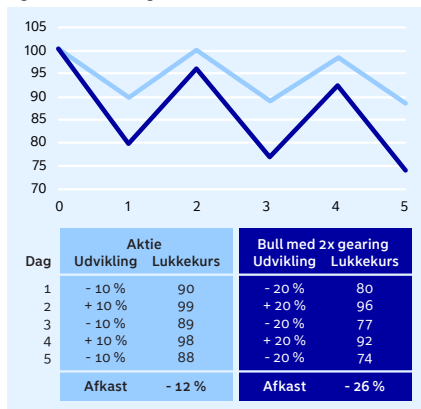 105
100
95
90
85
80
75
70
0 1 2 3 4 5
Aktie Bull med 2x gearing
Dag Udvikling Lukkekurs Udvikling Lukkekurs
1 - 10 % 90 - 20 % 80
2 + 10 % 99 + 20 % 96
3 - 10 % 89 - 20 % 77
4 + 10 % 98 + 20 % 92
5 - 10 % 88 - 20 % 74
Afkast - 12 % Afkast - 26 %